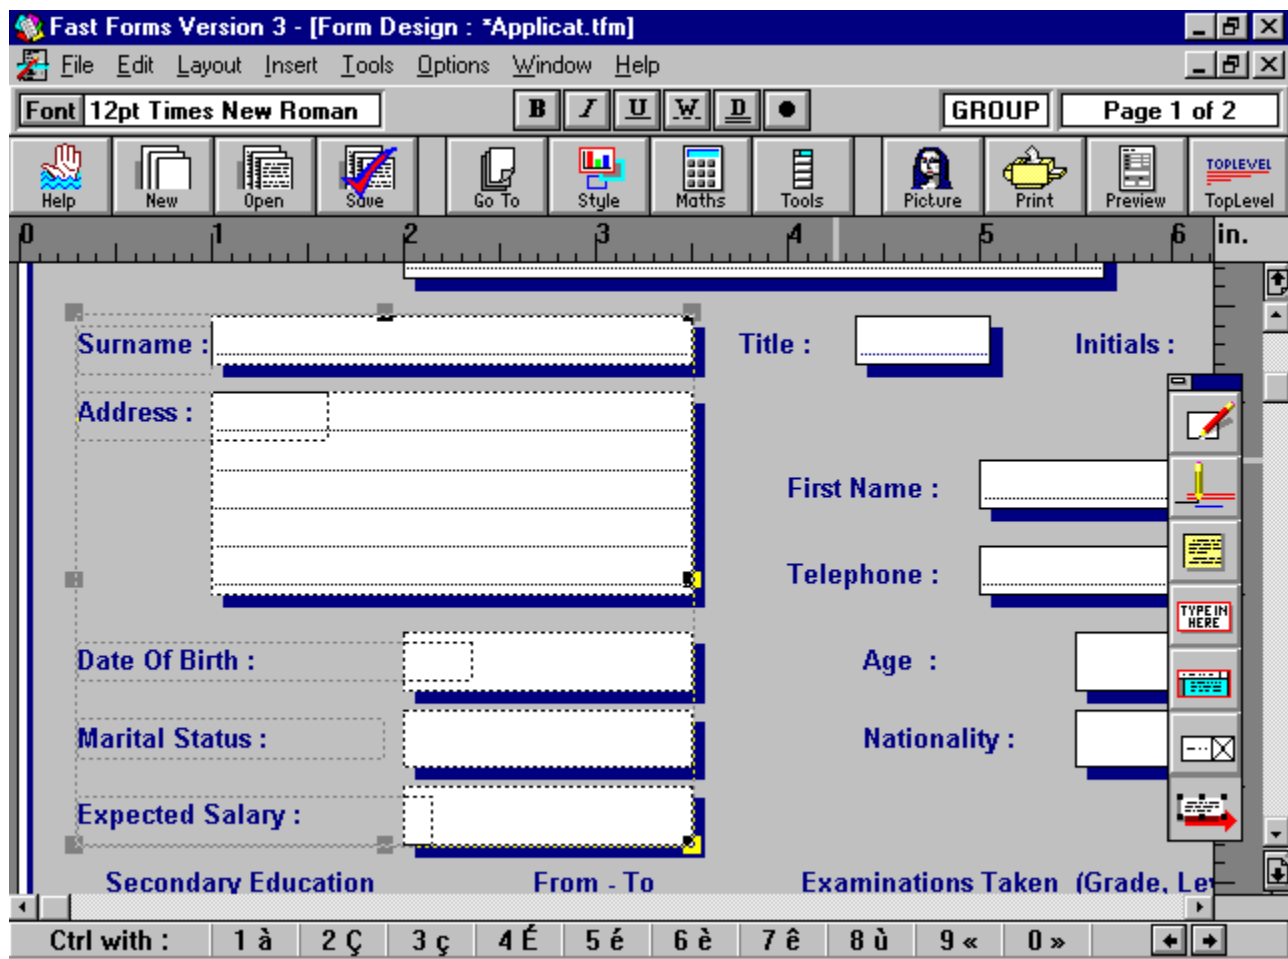 Fast Forms Version 3 - [Form Design : *Applicat.tfm]
File Edit Layout Insert Tools Options Window Help
Font 12pt Times New Roman B I U W D GROUP Page 1 of 2
TOPLEVEL
Help New Open Save Go To Style Maths Tools Picture Print Preview TopLevel
0 1 2 3 4 5 6 in.
Surname : Title : Initials :
Address :
First Name :
Telephone :
TYPE IN
HERE
Date Of Birth : Age :
Marital Status : Nationality :
Expected Salary :
Secondary Education From - To Examinations Taken (Grade, Le
Ctrl with : 1 à 2 Ç 3 ç 4 É 5 é 6 è 7 ê 8 ù 9 « 0 »